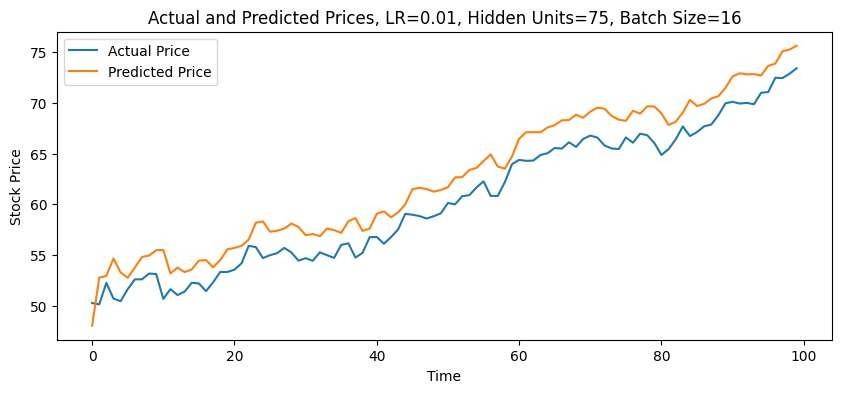 Actual and Predicted Prices, LR=0.01, Hidden Units=75, Batch Size=16
Actual Price
Predicted Price
Stock Price
75
70
65
60
55
50
0
20
40
60
80
100
Time